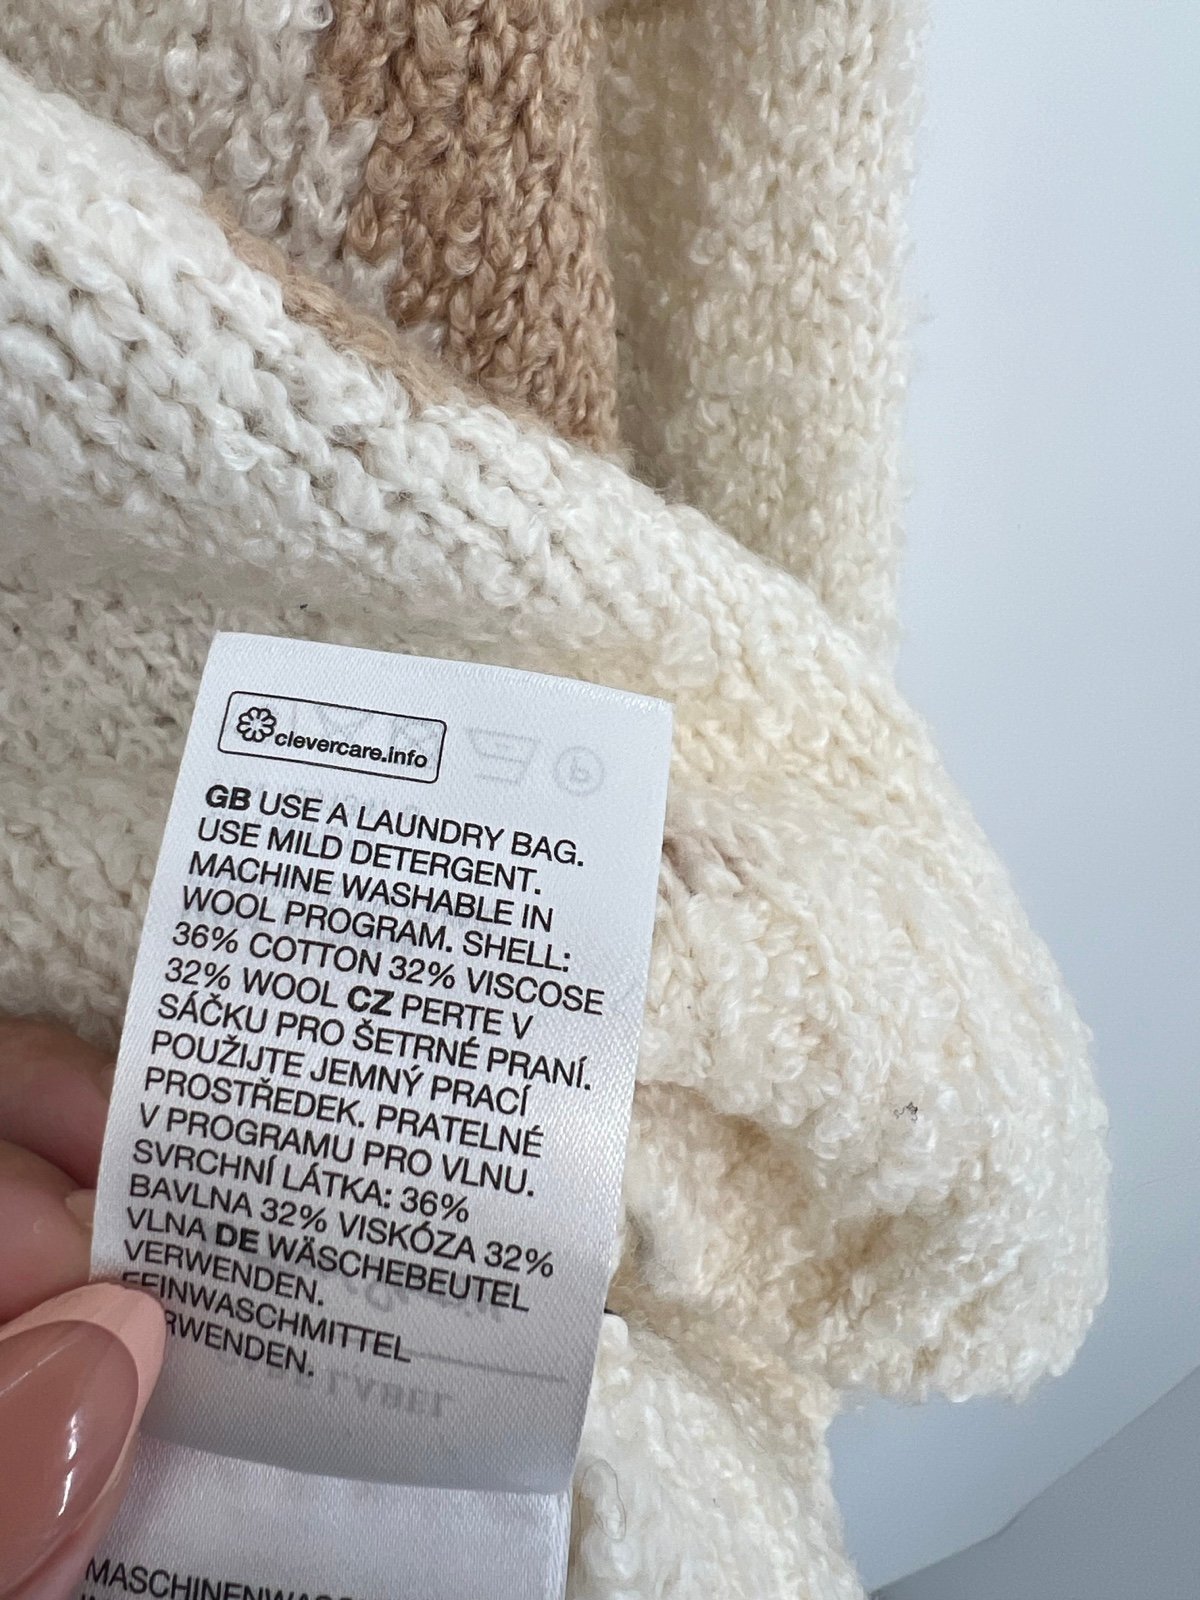 clevercare.info
GB USE A LAUNDRY BAG.
USE MILD DETERGENT.
MACHINE WASHABLE IN
WOOL PROGRAM. SHELL:
36% COTTON 32% VISCOSE
32% WOOL CZ PERTE V
SÁČKU PRO ŠETRNÉ PRANÍ.
POUŽIJTE JEMNÝ PRACÍ
PROSTŘEDEK. PRATELNÉ
V PROGRAMU PRO VLNU.
SVRCHNÍ LÁTKA: 36%
BAVLNA 32% VISKÓZA 32%
VLNA DE WÄSCHEBEUTEL
VERWENDEN.
FEINWASCHMITTEL
RWENDEN.